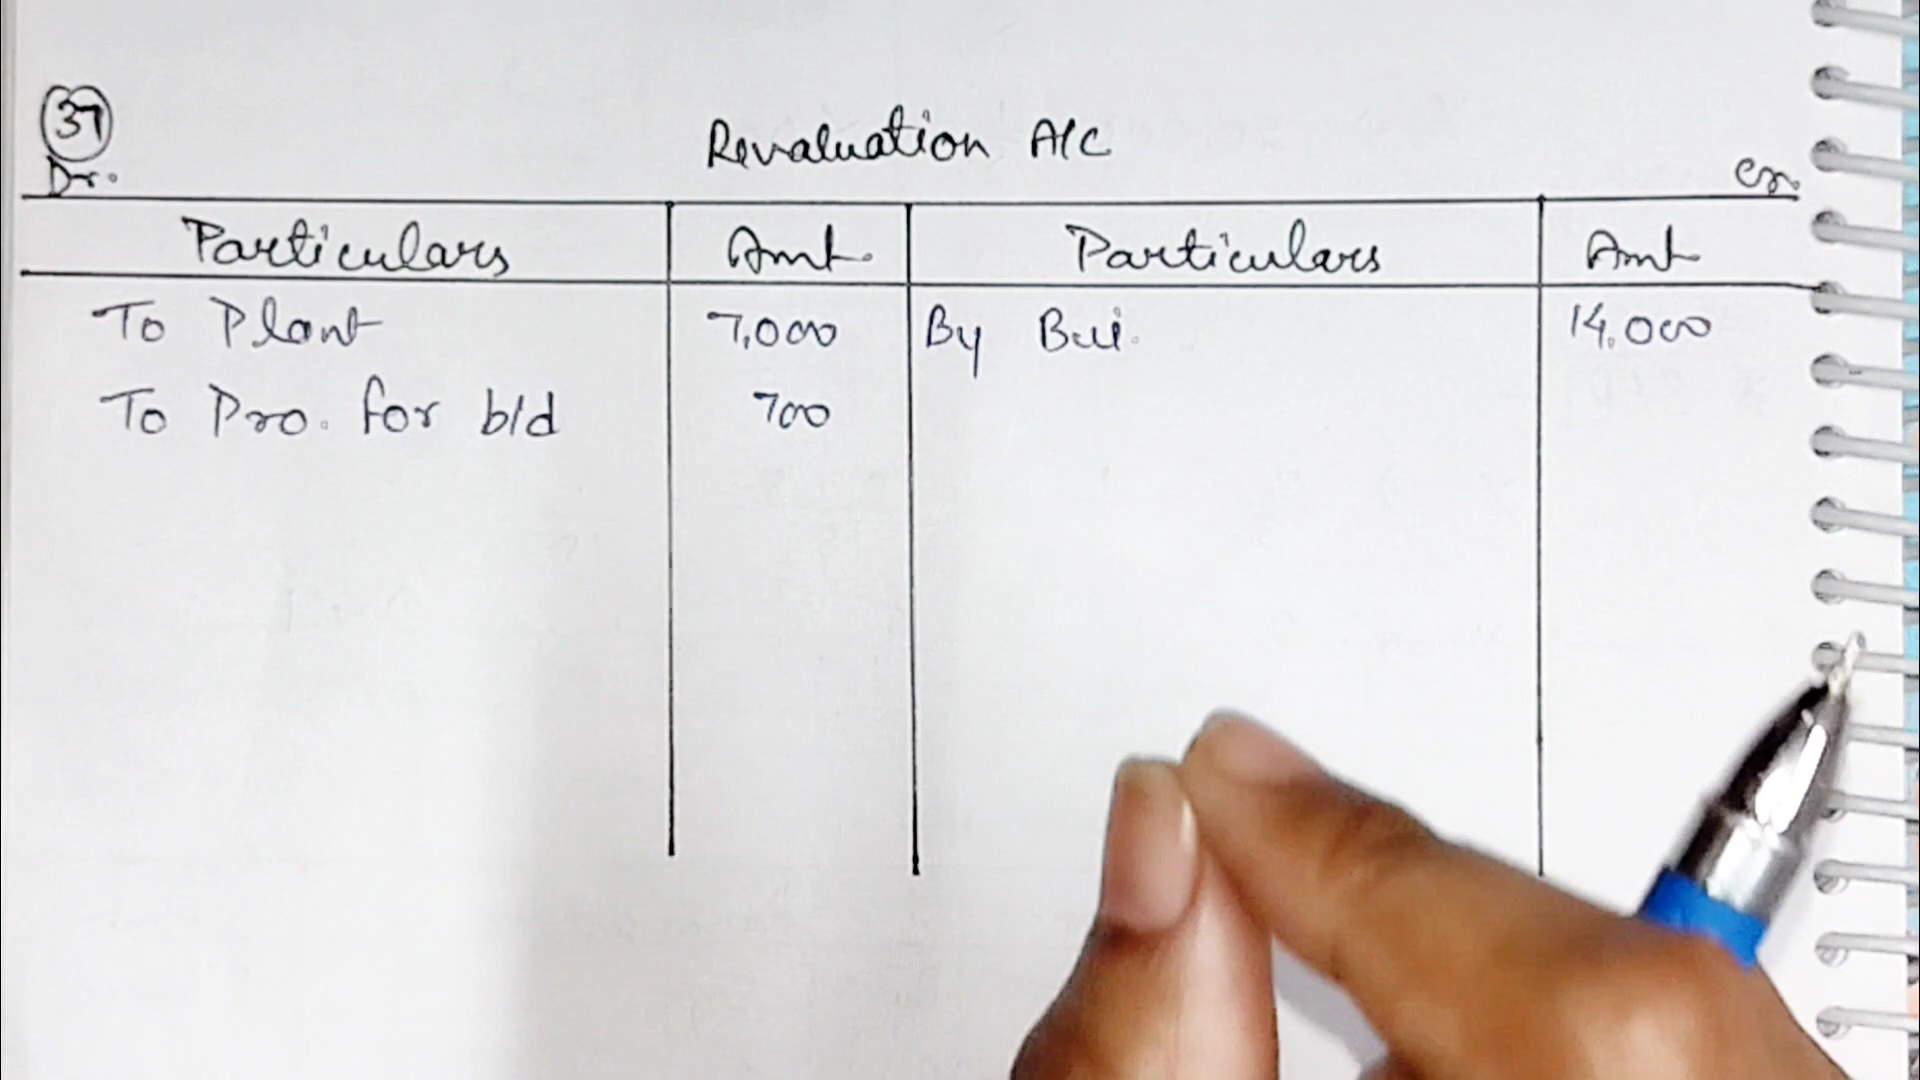 37
Dr. Revaluation A/C Cr.
Particulars Amt. Particulars Amt
To Plant 7,000 By Bui. 14,000
To Pro. for b/d 700